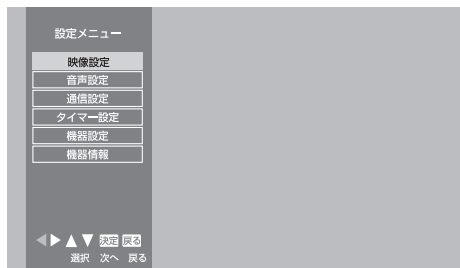 設定メニュー
映像設定
音声設定
通信設定
タイマー設定
機器設定
機器情報
決定 戻る
選択 次へ 戻る